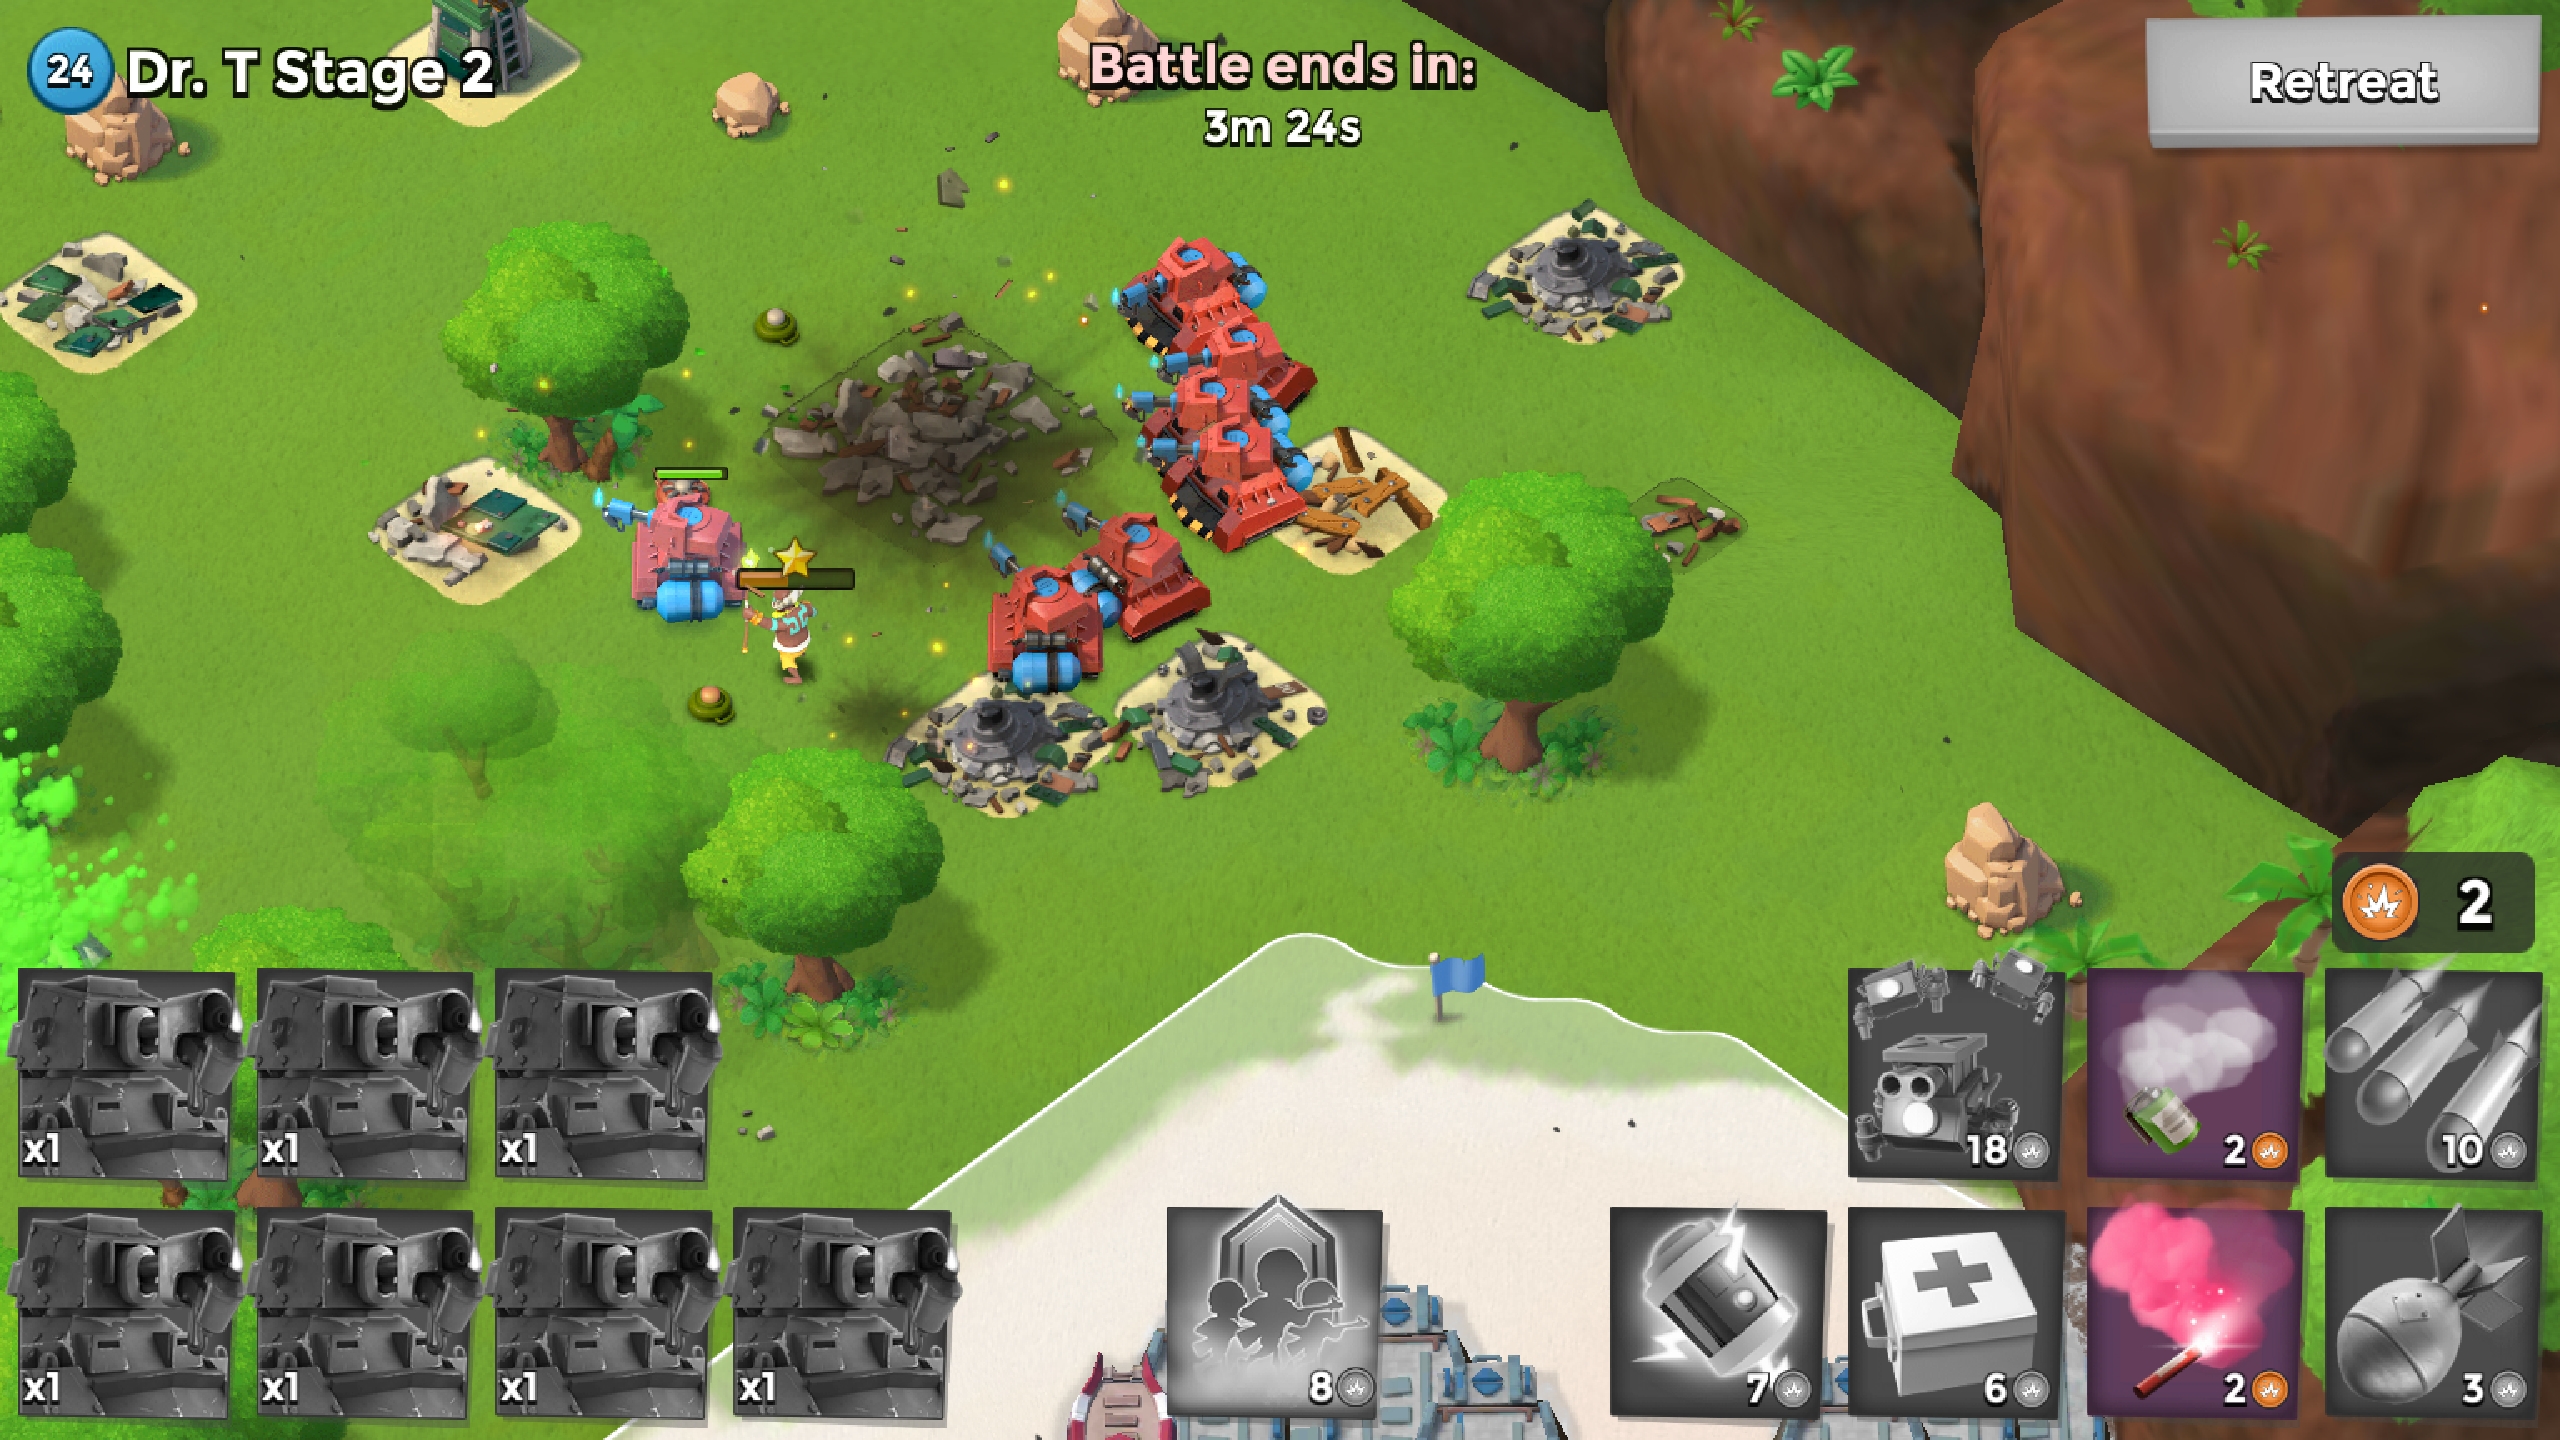 24 Dr. T Stage 2
Battle ends in:
3m 24s
Retreat
2
x1 x1 x1
18 2 10
x1 x1 x1 x1
8 7 6 2 3